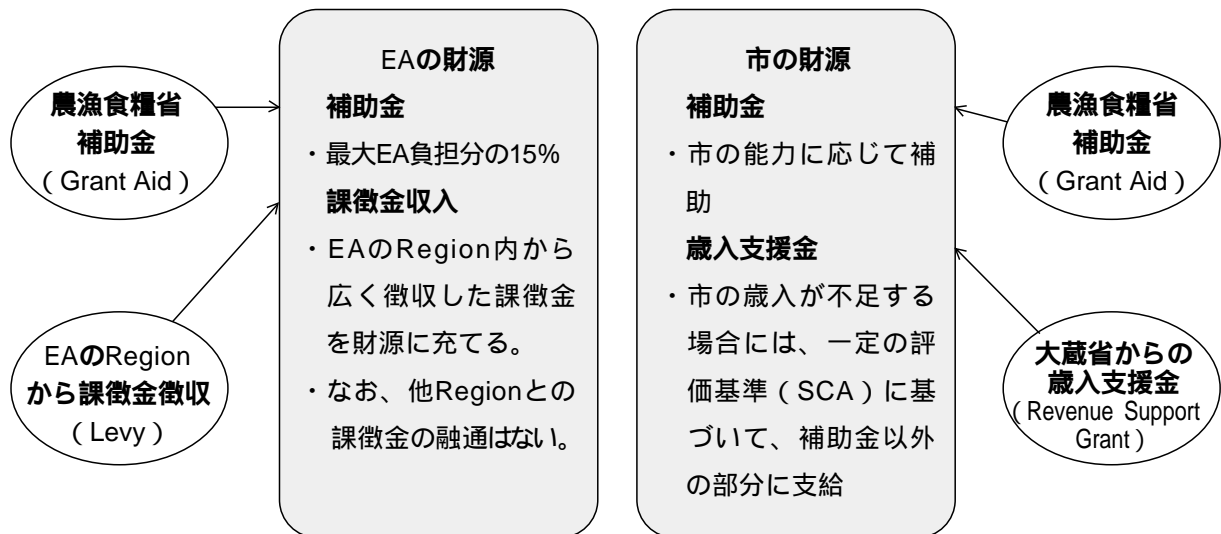 農漁食糧省
補助金
( Grant Aid )
EAのRegion
から課徴金徴収
( Levy )
EAの財源
補助金
・最大EA負担分の15%
課徴金収入
・EAのRegion内から
広く徴収した課徴金
を財源に充てる。
・なお、他Regionとの
課徴金の融通はない。
市の財源
補助金
・市の能力に応じて補
助
歳入支援金
・市の歳入が不足する
場合には、一定の評
価基準（SCA）に基
づいて、補助金以外
の部分に支給
農漁食糧省
補助金
( Grant Aid )
大蔵省からの
歳入支援金
( Revenue Support
Grant )